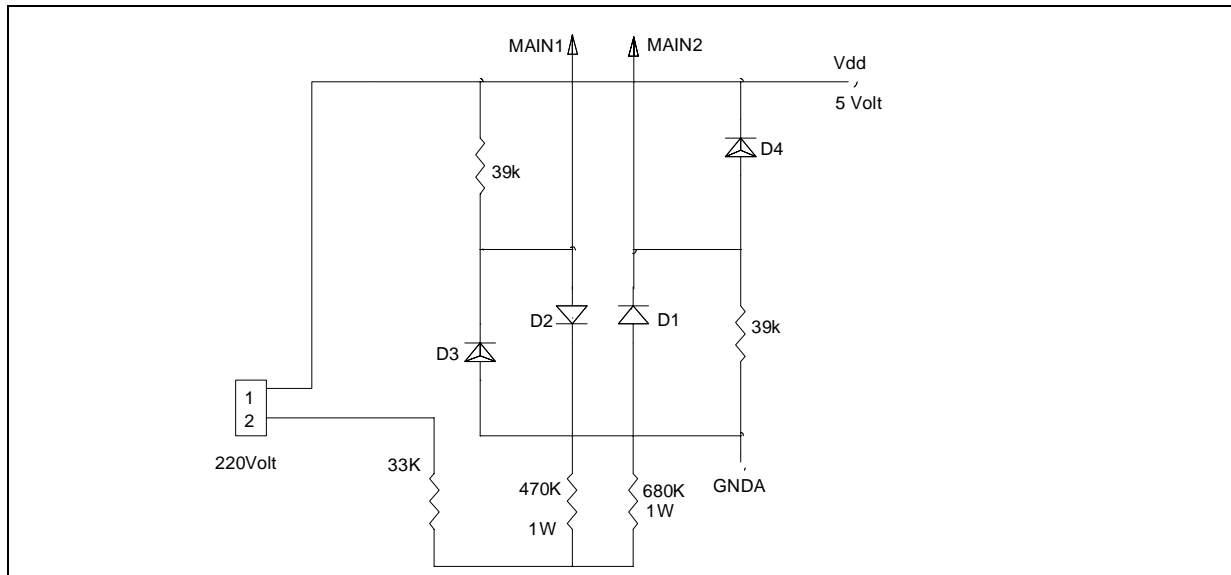 MAIN1
MAIN2
Vdd
5 Volt
39k
D4
D2
D1
D3
39k
1
2
220Volt
33K
470K
1W
680K
1W
GNDA